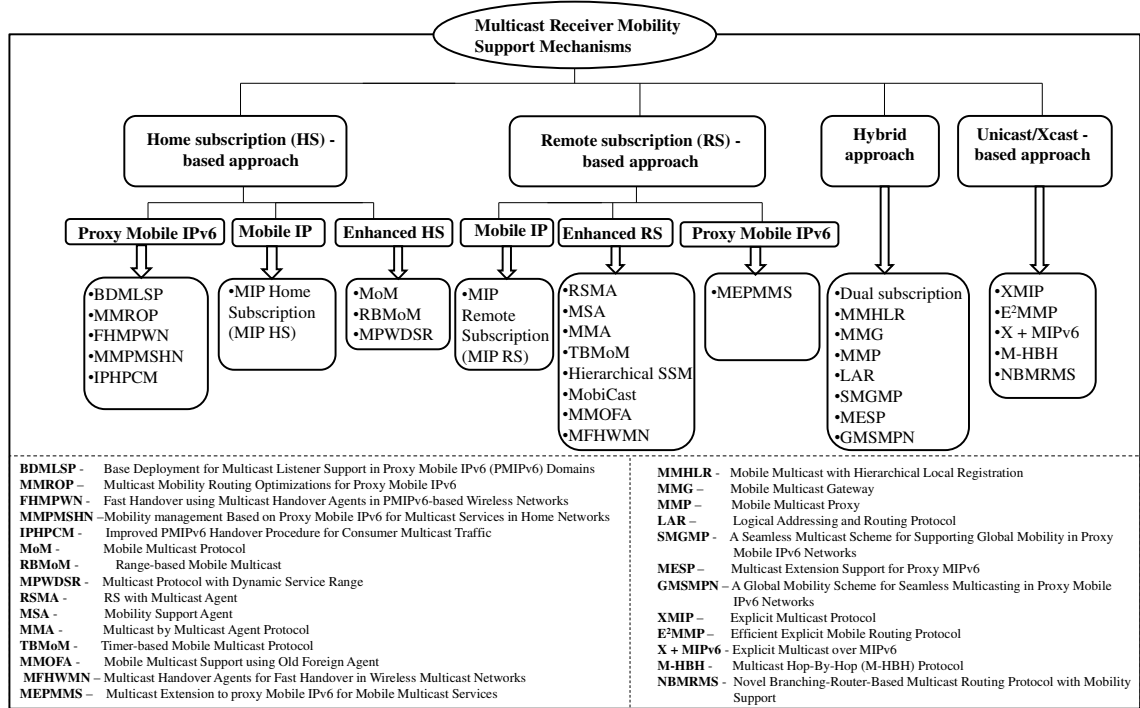 Multicast Receiver Mobility
Support Mechanisms
Home subscription (HS) -
based approach
Remote subscription (RS) -
based approach
Hybrid
approach
Unicast/Xcast -
based approach
Proxy Mobile IPv6
Mobile IP
Enhanced HS
Mobile IP
Enhanced RS
Proxy Mobile IPv6
•BDMLSP
•MMROP
•FHMPWN
•MMPMSHN
•IPHPCM
•MIP Home
Subscription
(MIP HS)
•MoM
•RBMoM
•MPWDSR
•MIP
Remote
Subscription
(MIP RS)
•RSMA
•MSA
•MMA
•TBMoM
•Hierarchical SSM
•MobiCast
•MMOFA
•MFHWMN
•MEPMMS
•Dual subscription
•MMHLR
•MMG
•MMP
•LAR
•SMGMP
•MESP
•GMSMPN
•XMIP
•E²MMP
•X + MIPv6
•M-HBH
•NBMRMS
BDMLSP - Base Deployment for Multicast Listener Support in Proxy Mobile IPv6 (PMIPv6) Domains
MMROP – Multicast Mobility Routing Optimizations for Proxy Mobile IPv6
FHMPWN – Fast Handover using Multicast Handover Agents in PMIPv6-based Wireless Networks
MMPMSHN –Mobility management Based on Proxy Mobile IPv6 for Multicast Services in Home Networks
IPHPCM – Improved PMIPv6 Handover Procedure for Consumer Multicast Traffic
MoM - Mobile Multicast Protocol
RBMoM - Range-based Mobile Multicast
MPWDSR - Multicast Protocol with Dynamic Service Range
RSMA - RS with Multicast Agent
MSA - Mobility Support Agent
MMA - Multicast by Multicast Agent Protocol
TBMoM - Timer-based Mobile Multicast Protocol
MMOFA - Mobile Multicast Support using Old Foreign Agent
MFHWMN – Multicast Handover Agents for Fast Handover in Wireless Multicast Networks
MEPMMS – Multicast Extension to proxy Mobile IPv6 for Mobile Multicast Services
MMHLR - Mobile Multicast with Hierarchical Local Registration
MMG – Mobile Multicast Gateway
MMP – Mobile Multicast Proxy
LAR – Logical Addressing and Routing Protocol
SMGMP - A Seamless Multicast Scheme for Supporting Global Mobility in Proxy
Mobile IPv6 Networks
MESP - Multicast Extension Support for Proxy MIPv6
GMSMPN – A Global Mobility Scheme for Seamless Multicasting in Proxy Mobile
IPv6 Networks
XMIP - Explicit Multicast Protocol
E²MMP – Efficient Explicit Mobile Routing Protocol
X + MIPv6 - Explicit Multicast over MIPv6
M-HBH - Multicast Hop-By-Hop (M-HBH) Protocol
NBMRMS - Novel Branching-Router-Based Multicast Routing Protocol with Mobility
Support